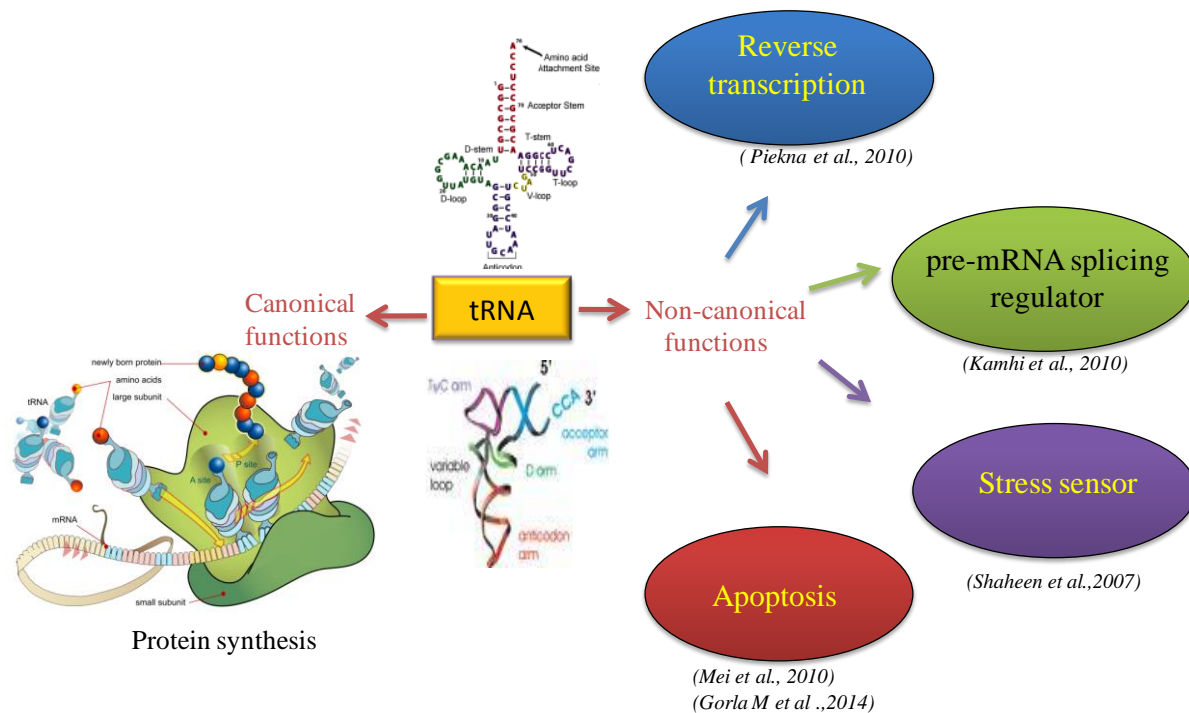 Amino acid
Attachment Site
Acceptor Stem
T-stem
D-stem
T-loop
V-loop
D-loop
Anticodon
Reverse
transcription
( Piekna et al., 2010)
pre-mRNA splicing
regulator
(Kamhi et al., 2010)
Canonical
functions
tRNA
Non-canonical
functions
newly born protein
amino acids
tRNA
large subunit
P site
A site
mRNA
small subunit
Protein synthesis
5'
3'
CCA
acceptor
arm
D arm
variable
loop
anticodon
arm
Stress sensor
(Shaheen et al.,2007)
Apoptosis
(Mei et al., 2010)
(Gorla M et al .,2014)